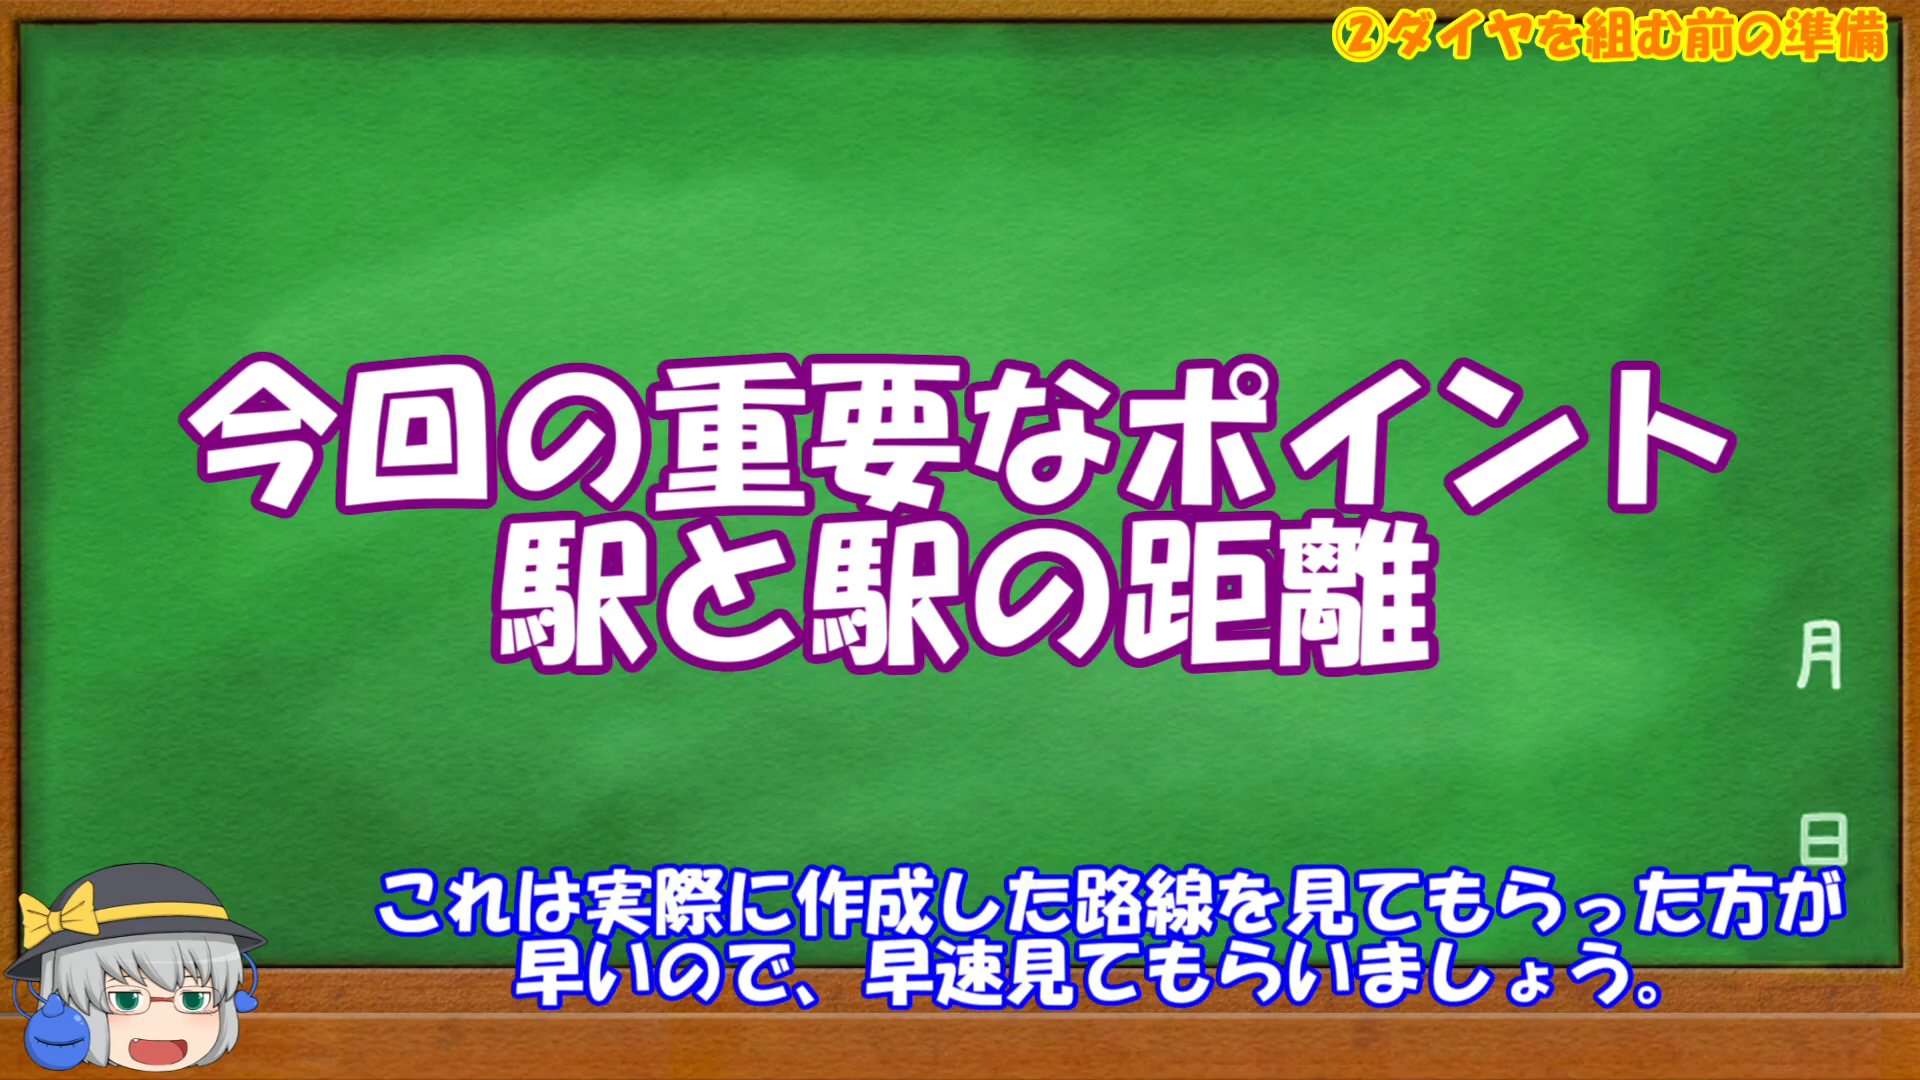 ②ダイヤを組む前の準備
今回の重要なポイント
駅と駅の距離
月
日
これは実際に作成した路線を見てもらった方が
早いので、早速見てもらいましょう。